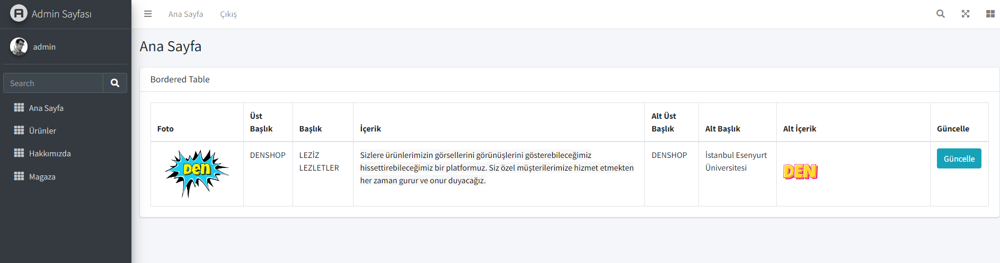 Admin Sayfası
Ana Sayfa
Çıkış
admin
Search
Ana Sayfa
Ürünler
Hakkımızda
Magaza
Ana Sayfa
Bordered Table
Foto
Üst
Başlık
Başlık
İçerik
Alt Üst
Başlık
Alt Başlık
Alt İçerik
Güncelle
Den
DENSHOP
LEZİZ
LEZLETLER
Sizlere ürünlerimizin görsellerini görünüşlerini gösterebileceğimiz
hissettirebileceğimiz bir platformuz. Siz özel müşterilerimize hizmet etmekten
her zaman gurur ve onur duyacağız.
DENSHOP
İstanbul Esenyurt
Üniversitesi
DEN
Güncelle